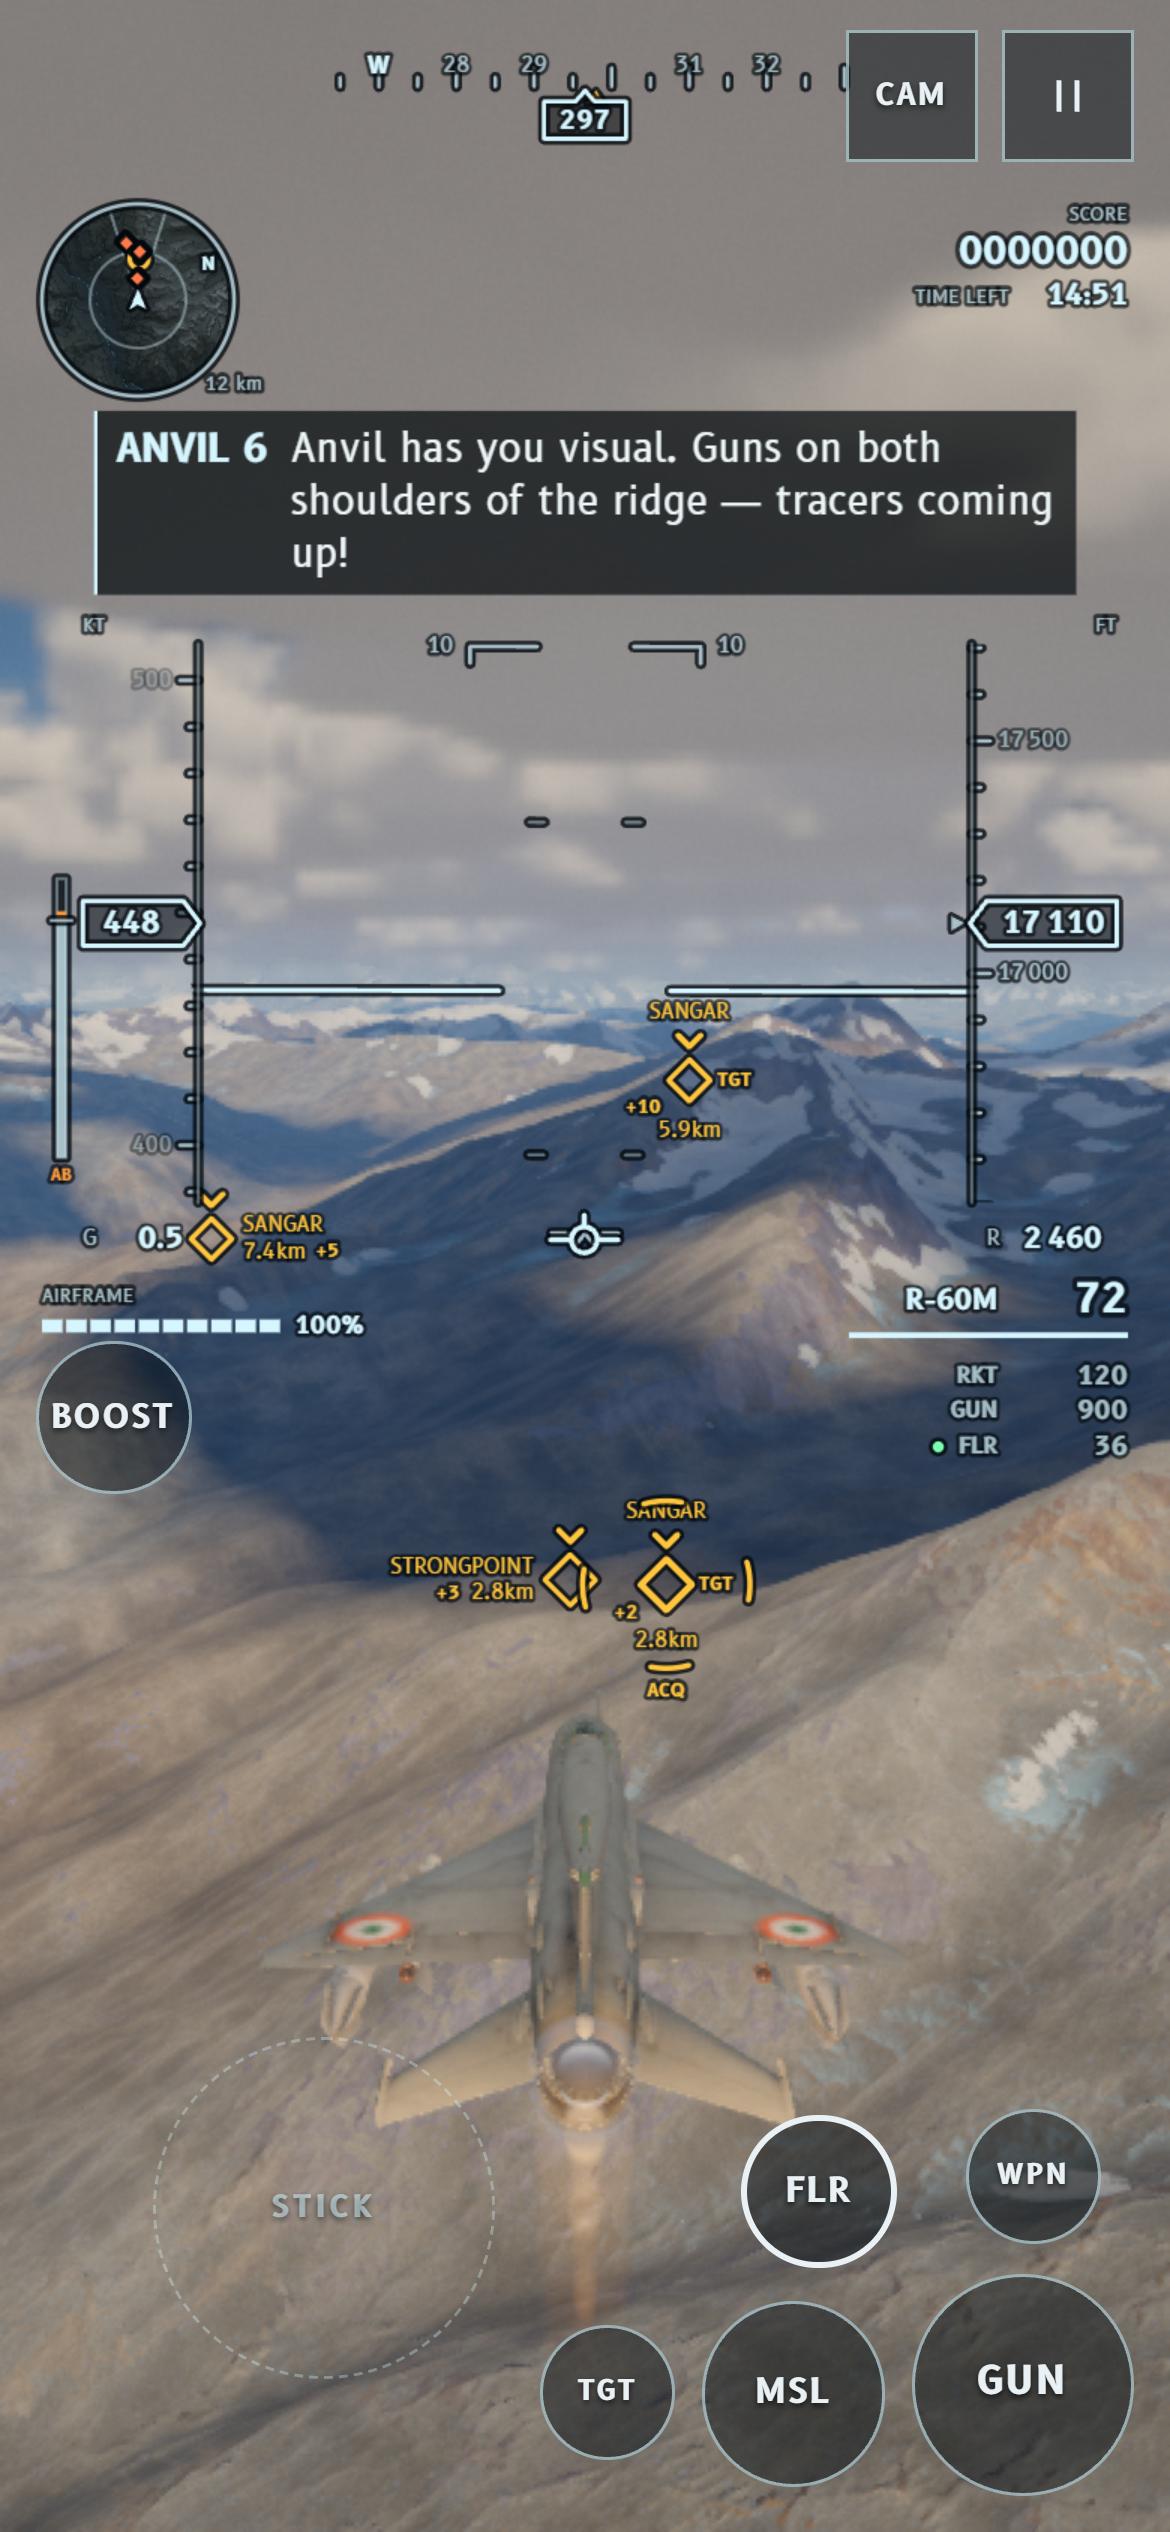 W 28 29 31 32
297
CAM
SCORE
0000000
TIME LEFT 14:51
N
12 km
ANVIL 6 Anvil has you visual. Guns on both
shoulders of the ridge — tracers coming
up!
KT
FT
10 10
500
17 500
448
17 110
17 000
SANGAR
TGT
+10
5.9km
400
AB
G 0.5
SANGAR
7.4km +5
R 2 460
AIRFRAME
100%
R-60M 72
RKT 120
GUN 900
FLR 36
BOOST
SANGAR
STRONGPOINT
+3 2.8km
TGT
+2
2.8km
ACQ
STICK
FLR
WPN
TGT
MSL
GUN